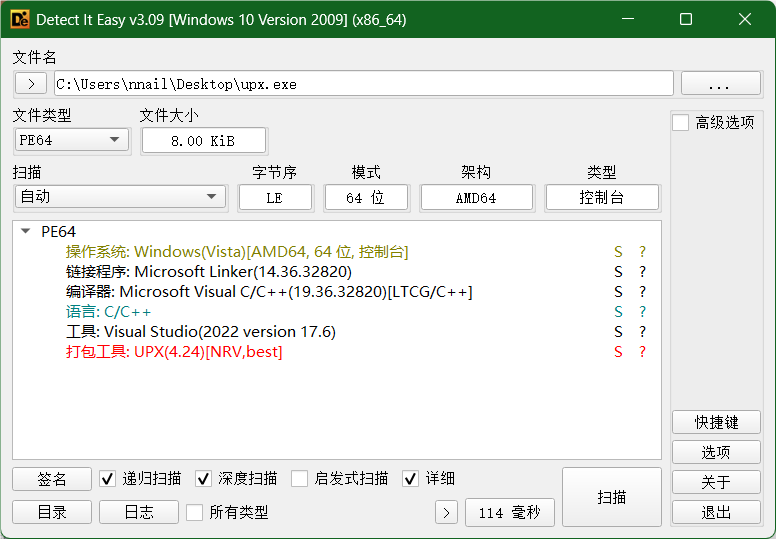 Detect It Easy v3.09 [Windows 10 Version 2009] (x86_64)
文件名
> C:\Users\nnail\Desktop\upx.exe ...
文件类型 文件大小
高级选项
PE64 8.00 KiB
扫描 字节序 模式 架构 类型
自动 LE 64 位 AMD64 控制台
PE64
操作系统: Windows(Vista)[AMD64, 64 位, 控制台] S ?
链接程序: Microsoft Linker(14.36.32820) S ?
编译器: Microsoft Visual C/C++(19.36.32820)[LTCG/C++] S ?
语言: C/C++ S ?
工具: Visual Studio(2022 version 17.6) S ?
打包工具: UPX(4.24)[NRV,best] S ?
快捷键
选项
签名 递归扫描 深度扫描 启发式扫描 详细
扫描
关于
目录 日志 所有类型 > 114 毫秒
退出